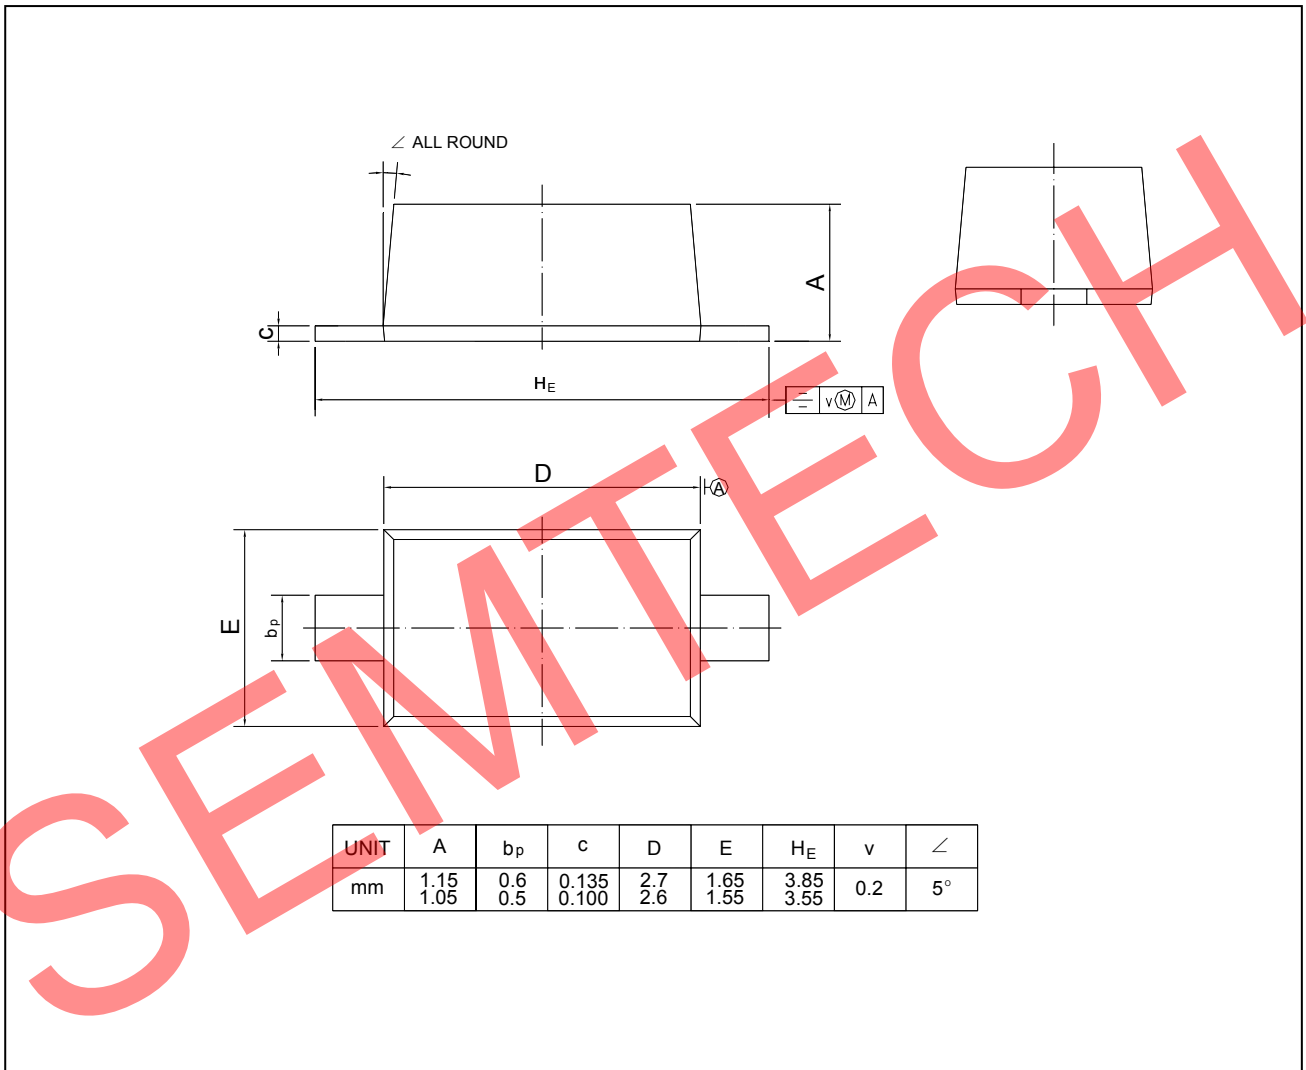 ∠ ALL ROUND
A
c
HE
v Ⓜ A
D
Ⓐ
E
bp
UNIT A bp c D E HE v ∠
mm 1.15 0.6 0.135 2.7 1.65 3.85 0.2 5°
1.05 0.5 0.100 2.6 1.55 3.55
SEMTECH